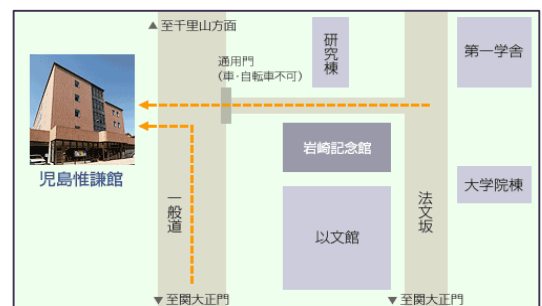 ▲至千里山方面
研究棟
第一学舎
通用門
(車・自転車不可)
児島惟謙館
岩崎記念館
大学院棟
一般道
以文館
法文坂
▼至関大正門
▼至関大正門